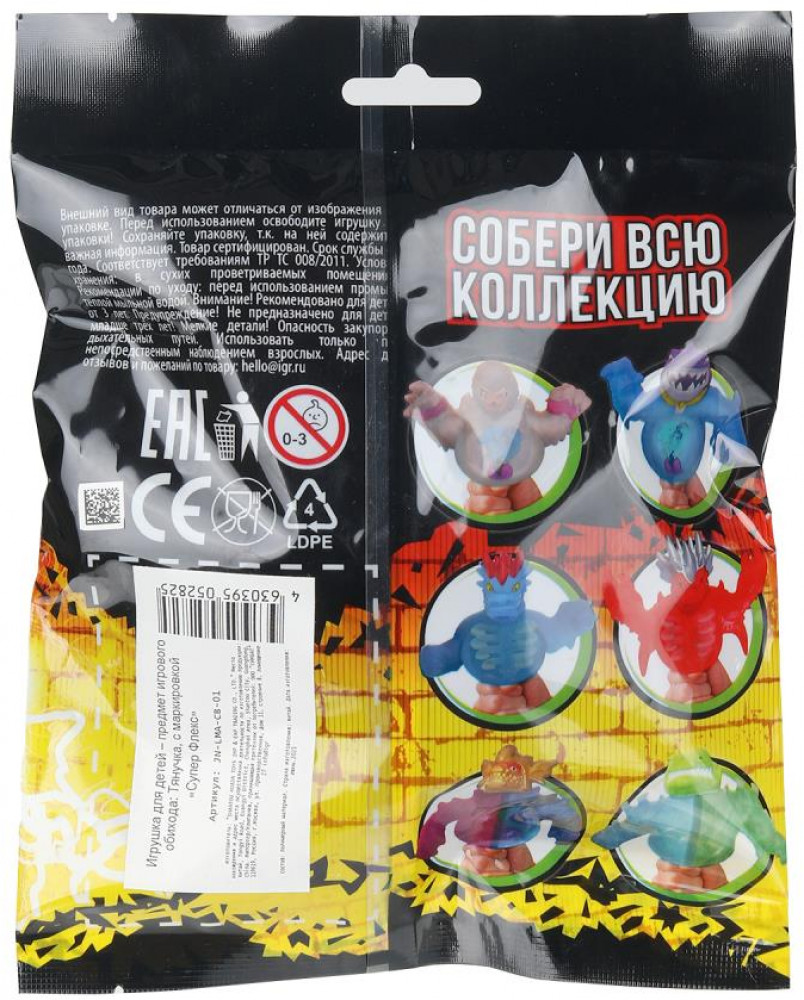 Внешний вид товара может отличаться от изображения
упаковке. Перед использованием освободите игрушку
упаковки! Сохраняйте упаковку, т.к. на ней содержит
важная информация. Товар сертифицирован. Срок службы
года. Соответствует требованиям ТР ТС 008/2011. Услов
хранения: в сухих проветриваемых помещени
Рекомендации по уходу: перед использованием промы
теплой мыльной водой. Внимание! Рекомендовано для дет
от 3 лет. Предупреждение! Не предназначено для дет
младше трёх лет! Мелкие детали! Опасность закупор
дыхательных путей. Использовать только п
непосредственным наблюдением взрослых. Адрес д
отзывов и пожеланий по товару: hello@igr.ru
СОБЕРИ ВСЮ
КОЛЛЕКЦИЮ
EAC
0-3
CE
4
LDPE
4 630395 052825
Игрушка для детей – предмет игрового
обихода: Тянучка, с маркировкой
«Супер Флекс»
Артикул: JN-LMA-CB-01